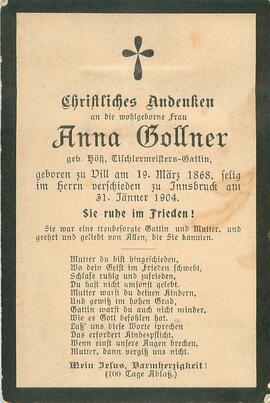 Christliches Andenken
an die wohlgeborne Frau
Anna Gollner
geb. Höß, Tischlermeisters-Gattin,
geboren zu Vill am 19. März 1868, selig
im Herrn verschieden zu Innsbruck am
31. Jänner 1904.
Sie ruhe im Frieden!
Sie war eine treubesorgte Gattin und Mutter, und
geehrt und geliebt von Allen, die Sie kannten.
Mutter du bist hingeschieden,
Wo dein Geist im Frieden schwebt,
Schlafe ruhig und zufrieden,
Du hast nicht umsonst gelebt.
Mutter warst du deinen Kindern,
Und gewiß im hohen Grad,
Gattin warst du auch nicht minder,
Wie es Gott befohlen hat.
Laß' uns diese Worte sprechen
Das erfordert Kindespflicht,
Wenn einst unsere Augen brechen,
Mutter, dann vergiß uns nicht.
Mein Jesus, Barmherzigkeit!
(100 Tage Ablaß.)